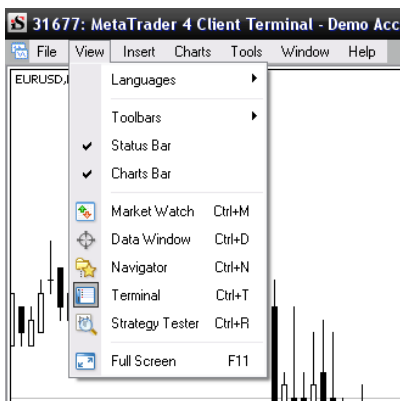 31677: MetaTrader 4 Client Terminal - Demo Acc
File View Insert Charts Tools Window Help
EURUSD,
Languages
Toolbars
Status Bar
Charts Bar
Market Watch Ctrl+M
Data Window Ctrl+D
Navigator Ctrl+N
Terminal Ctrl+T
Strategy Tester Ctrl+R
Full Screen F11